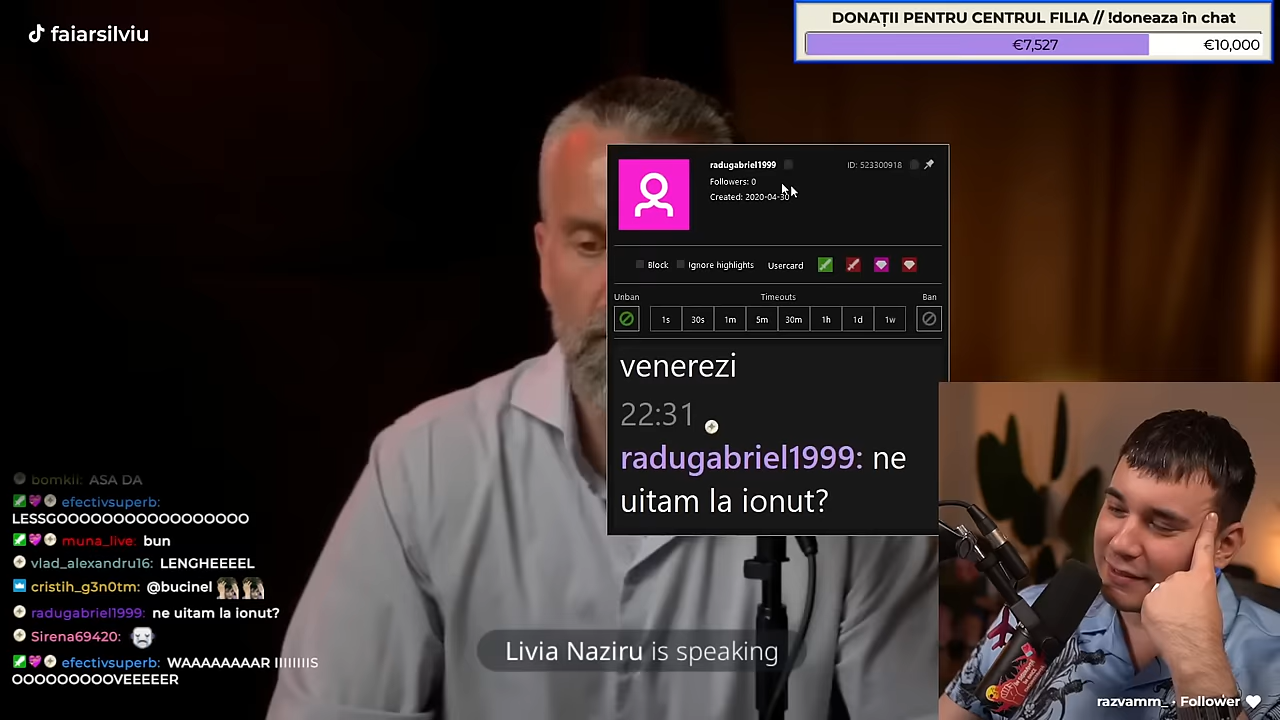 faiarsilviu
DONAȚII PENTRU CENTRUL FILIA // !doneaza în chat
€7,527
€10,000
radugabriel1999
ID: 523300918
Followers: 0
Created: 2020-04-30
Block
Ignore highlights
Usercard
Unban
Timeouts
Ban
1s 30s 1m 5m 30m 1h 1d 1w
venerezi
22:31
radugabriel1999: ne
uitam la ionut?
bomkii: ASA DA
efectivsuperb:
LESSGOOOOOOOOOOOOOOOOO
muna_live: bun
vlad_alexandru16: LENGHEEEEL
cristih_g3n0tm: @bucinel
radugabriel1999: ne uitam la ionut?
Sirena69420:
efectivsuperb: WAAAAAAAAR IIIIIIIS
OOOOOOOOOVEEEEER
Livia Naziru is speaking
razvamm_ · Follower